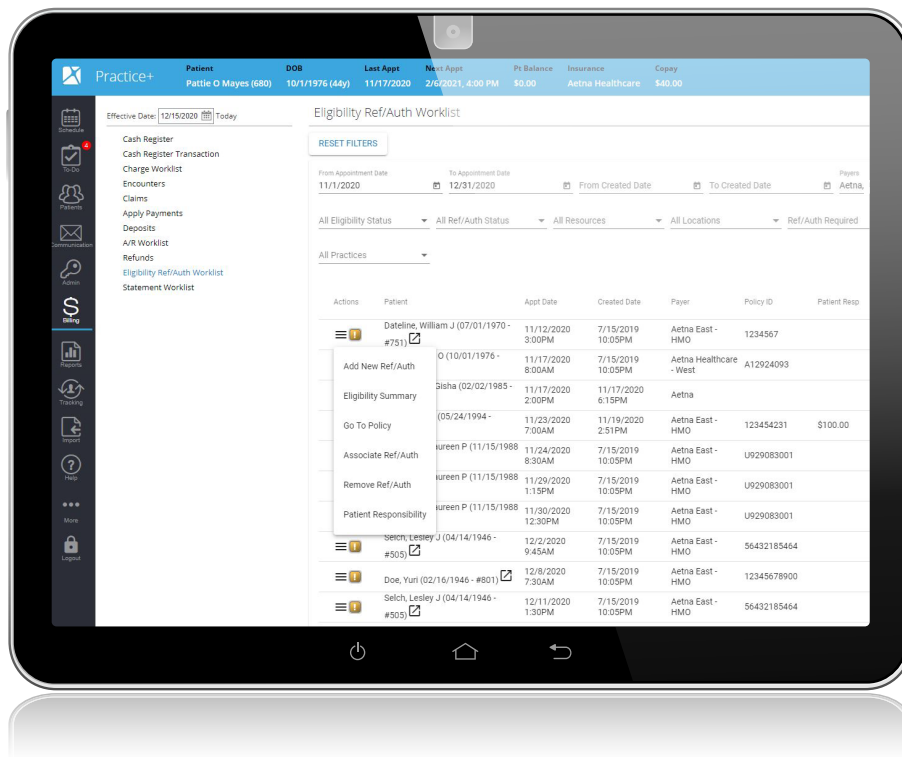 Practice+
Patient DOB Last Appt Next Appt Pt Balance Insurance Copay
Pattie O Mayes (680) 10/1/1976 (44y) 11/17/2020 2/6/2021, 4:00 PM $0.00 Aetna Healthcare $40.00
Schedule
4
To-Do
Patients
Communication
Admin
Billing
Reports
Tracking
Import
Help
More
Logout
Effective Date: 12/15/2020 Today
Cash Register
Cash Register Transaction
Charge Worklist
Encounters
Claims
Apply Payments
Deposits
A/R Worklist
Refunds
Eligibility Ref/Auth Worklist
Statement Worklist
Eligibility Ref/Auth Worklist
RESET FILTERS
From Appointment Date To Appointment Date Payers
11/1/2020 12/31/2020 From Created Date To Created Date Aetna,
All Eligibility Status All Ref/Auth Status All Resources All Locations Ref/Auth Required
All Practices
Actions Patient Appt Date Created Date Payer Policy ID Patient Resp
Dateline, William J (07/01/1970 - #751) 11/12/2020 3:00PM 7/15/2019 10:05PM Aetna East - HMO 1234567
O (10/01/1976 - 11/17/2020 8:00AM 7/15/2019 10:05PM Aetna Healthcare - West A12924093
Gisha (02/02/1985 - 11/17/2020 2:00PM 11/17/2020 6:15PM Aetna
(05/24/1994 - 11/23/2020 7:00AM 11/19/2020 2:51PM Aetna East - HMO 123454231 $100.00
aureen P (11/15/1988 11/24/2020 8:30AM 7/15/2019 10:05PM Aetna East - HMO U929083001
aureen P (11/15/1988 11/29/2020 1:15PM 7/15/2019 10:05PM Aetna East - HMO U929083001
aureen P (11/15/1988 11/30/2020 12:30PM 7/15/2019 10:05PM Aetna East - HMO U929083001
Selch, Lesley J (04/14/1946 - #505) 12/2/2020 9:45AM 7/15/2019 10:05PM Aetna East - HMO 56432185464
Doe, Yuri (02/16/1946 - #801) 12/8/2020 7:30AM 7/15/2019 10:05PM Aetna East - HMO 12345678900
Selch, Lesley J (04/14/1946 - #505) 12/11/2020 1:30PM 7/15/2019 10:05PM Aetna East - HMO 56432185464
Add New Ref/Auth
Eligibility Summary
Go To Policy
Associate Ref/Auth
Remove Ref/Auth
Patient Responsibility